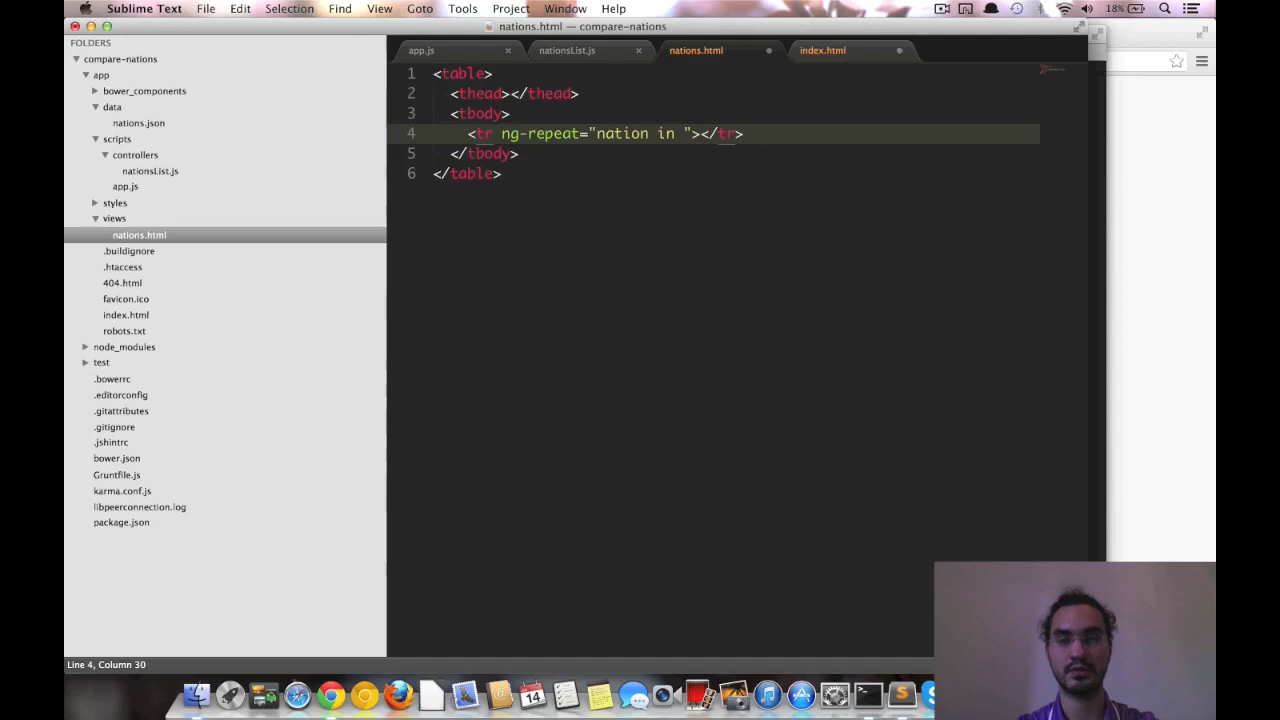 Sublime Text File Edit Selection Find View Goto Tools Project Window Help 18%
nations.html — compare-nations
FOLDERS
compare-nations
app
bower_components
data
nations.json
scripts
controllers
nationsList.js
app.js
styles
views
nations.html
.buildignore
.htaccess
404.html
favicon.ico
index.html
robots.txt
node_modules
test
.bowerrc
.editorconfig
.gitattributes
.gitignore
.jshintrc
bower.json
Gruntfile.js
karma.conf.js
libpeerconnection.log
package.json
app.js nationsList.js nations.html index.html
1 <table>
2 <thead></thead>
3 <tbody>
4 <tr ng-repeat="nation in "></tr>
5 </tbody>
6 </table>
Line 4, Column 30
14